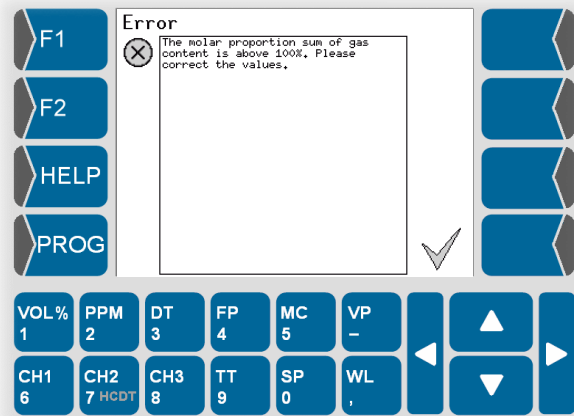 Error
The molar proportion sum of gas
content is above 100%. Please
correct the values.
F1
F2
HELP
PROG
VOL% PPM DT FP MC VP
1 2 3 4 5 –
CH1 CH2 CH3 TT SP WL
6 7 HCDT 8 9 0 ,